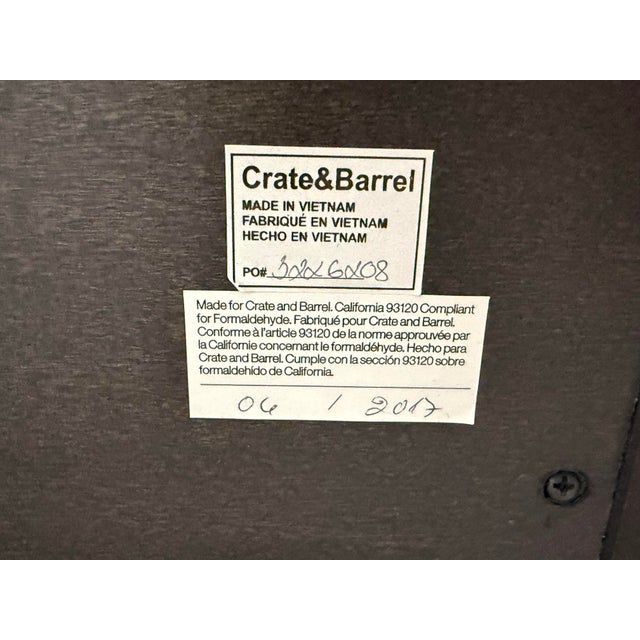 Crate&Barrel
MADE IN VIETNAM
FABRIQUÉ EN VIETNAM
HECHO EN VIETNAM
PO# 3226208
Made for Crate and Barrel. California 93120 Compliant
for Formaldehyde. Fabriqué pour Crate and Barrel.
Conforme à l'article 93120 de la norme approuvée par
la Californie concernant le formaldéhyde. Hecho para
Crate and Barrel. Cumple con la sección 93120 sobre
formaldehído de California.
06 / 2017